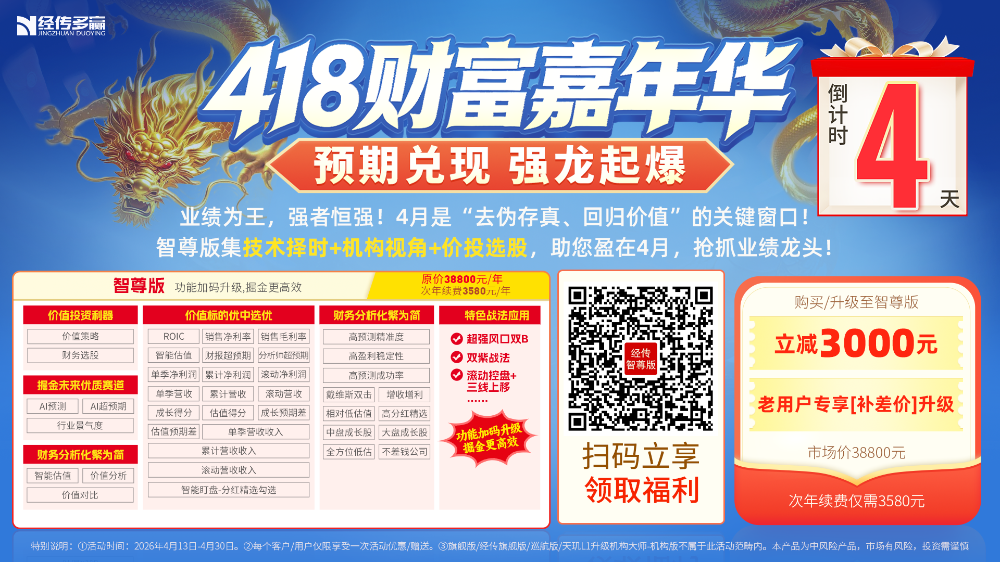 经传多赢
JINGZHUAN DUOYING
418财富嘉年华
预期兑现 强龙起爆
倒计时
4
天
业绩为王，强者恒强！4月是“去伪存真、回归价值”的关键窗口！
智尊版集技术择时+机构视角+价投选股，助您盈在4月，抢抓业绩龙头！
智尊版 功能加码升级,掘金更高效
原价38800元/年
次年续费3580元/年
价值投资利器
价值策略
财务选股
掘金未来优质赛道
AI预测 AI超预期
行业景气度
财务分析化繁为简
智能估值 价值分析
价值对比
价值标的优中选优
ROIC 销售净利率 销售毛利率
智能估值 财报超预期 分析师超预期
单季净利润 累计净利润 滚动净利润
单季营收 累计营收 滚动营收
成长得分 估值得分 成长预期差
估值预期差 单季营收收入
累计营收收入
滚动营收收入
智能盯盘-分红精选勾选
财务分析化繁为简
高预测精准度
高盈利稳定性
高预测成功率
戴维斯双击 增收增利
相对低估值 高分红精选
中盘成长股 大盘成长股
全方位低估 不差钱公司
特色战法应用
超强风口双B
双紫战法
滚动控盘+
三线上移
……
功能加码升级
掘金更高效
经传
智尊版
扫码立享
领取福利
购买/升级至智尊版
立减3000元
老用户专享[补差价]升级
市场价38800元
次年续费仅需3580元
特别说明：①活动时间：2026年4月13日-4月30日。②每个客户/用户仅限享受一次活动优惠/赠送。③旗舰版/经传旗舰版/巡航版/天玑L1升级机构大师-机构版不属于此活动范畴内。本产品为中风险产品，市场有风险，投资需谨慎